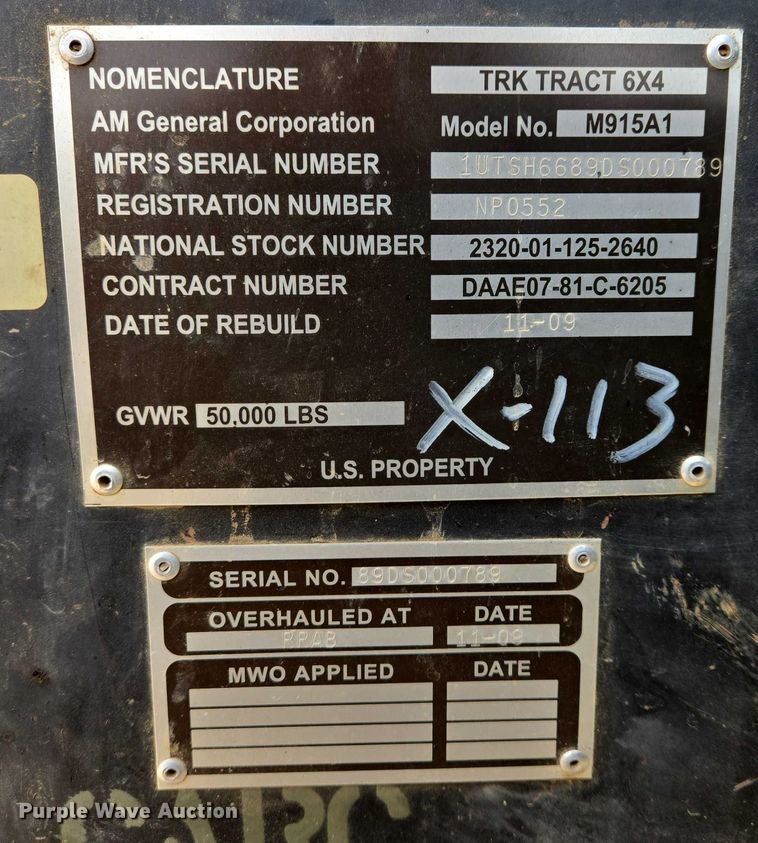 NOMENCLATURE TRK TRACT 6X4
AM General Corporation Model No. M915A1
MFR'S SERIAL NUMBER 1UTSH6689DS000789
REGISTRATION NUMBER NP0552
NATIONAL STOCK NUMBER 2320-01-125-2640
CONTRACT NUMBER DAAE07-81-C-6205
DATE OF REBUILD 11-09
GVWR 50,000 LBS X-113
U.S. PROPERTY
SERIAL NO. 89DS000789
OVERHAULED AT DATE
RRAB 11-09
MWO APPLIED DATE
Purple Wave Auction